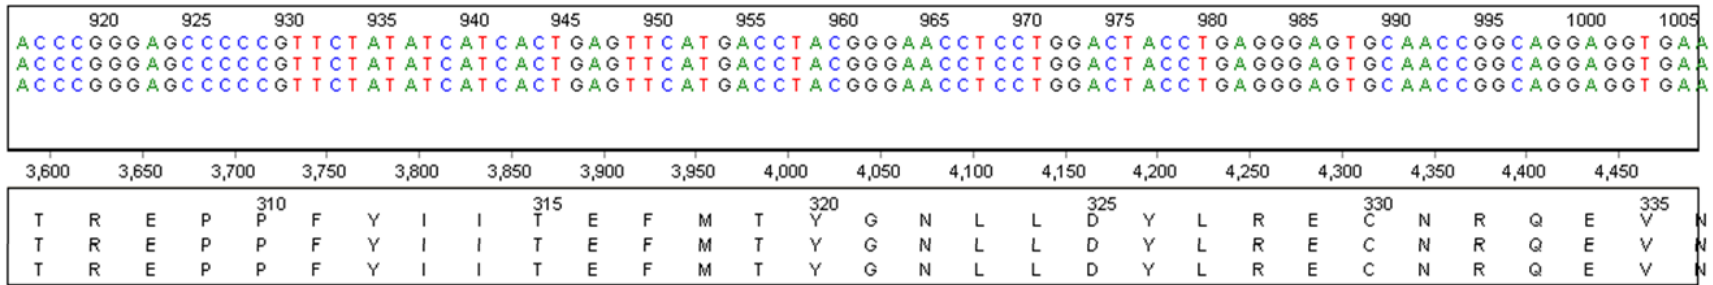 920 925 930 935 940 945 950 955 960 965 970 975 980 985 990 995 1000 1005
ACCCGGGAGCCCCCGTTCTATATCATCACTGAGTTCATGACCTACGGGAACCTCCTGGACTACCTGAGGGAGTGCAACCGGCAGGAGGTGAA
ACCCGGGAGCCCCCGTTCTATATCATCACTGAGTTCATGACCTACGGGAACCTCCTGGACTACCTGAGGGAGTGCAACCGGCAGGAGGTGAA
ACCCGGGAGCCCCCGTTCTATATCATCACTGAGTTCATGACCTACGGGAACCTCCTGGACTACCTGAGGGAGTGCAACCGGCAGGAGGTGAA
3,600 3,650 3,700 3,750 3,800 3,850 3,900 3,950 4,000 4,050 4,100 4,150 4,200 4,250 4,300 4,350 4,400 4,450
310 315 320 325 330 335
T R E P P F Y I I T E F M T Y G N L L D Y L R E C N R Q E V N
T R E P P F Y I I T E F M T Y G N L L D Y L R E C N R Q E V N
T R E P P F Y I I T E F M T Y G N L L D Y L R E C N R Q E V N